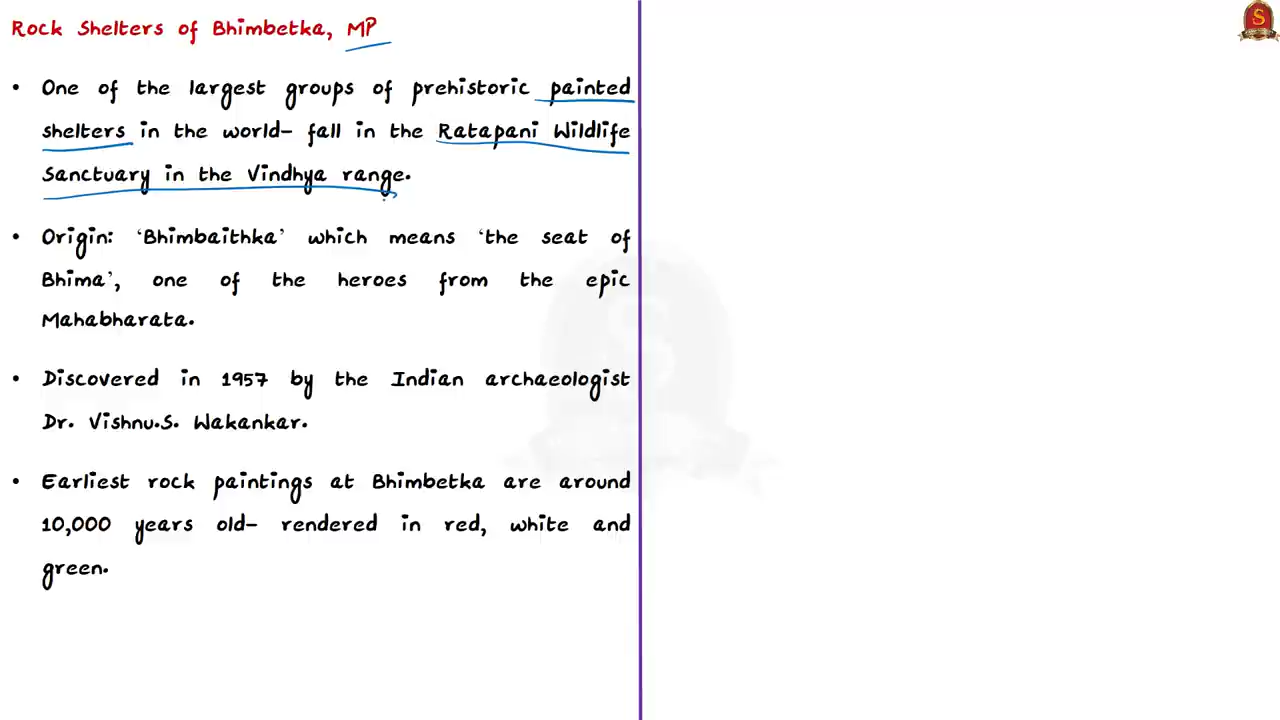 Rock Shelters of Bhimbetka, MP
• One of the largest groups of prehistoric painted
shelters in the world- fall in the Ratapani Wildlife
Sanctuary in the Vindhya range.
• Origin: ‘Bhimbaithka’ which means ‘the seat of
Bhima’, one of the heroes from the epic
Mahabharata.
• Discovered in 1957 by the Indian archaeologist
Dr. Vishnu.S. Wakankar.
• Earliest rock paintings at Bhimbetka are around
10,000 years old- rendered in red, white and
green.